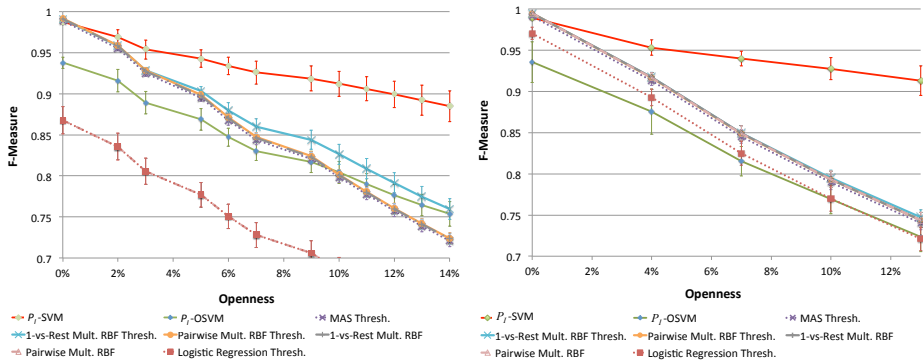 1
0.95
0.9
0.85
0.8
0.75
0.7
F-Measure
0%
2%
4%
6%
8%
10%
12%
14%
Openness
P_I-SVM
P_I-OSVM
MAS Thresh.
1-vs-Rest Mult. RBF Thresh.
Pairwise Mult. RBF Thresh.
1-vs-Rest Mult. RBF
Pairwise Mult. RBF
Logistic Regression Thresh.
1
0.95
0.9
0.85
0.8
0.75
0.7
F-Measure
0%
2%
4%
6%
8%
10%
12%
Openness
P_I-SVM
P_I-OSVM
MAS Thresh.
1-vs-Rest Mult. RBF Thresh.
Pairwise Mult. RBF Thresh.
1-vs-Rest Mult. RBF
Pairwise Mult. RBF
Logistic Regression Thresh.